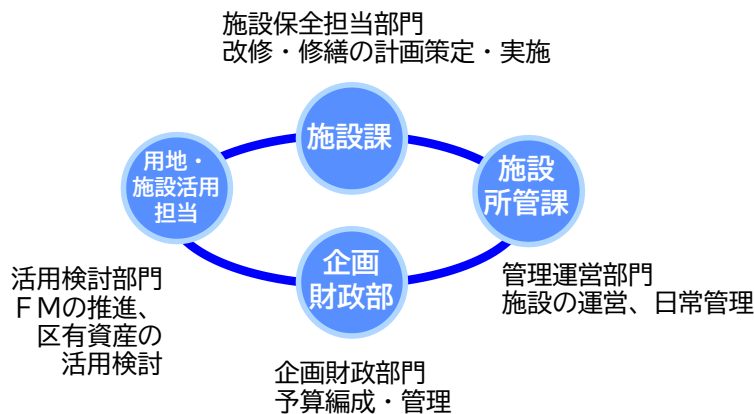 施設保全担当部門
改修・修繕の計画策定・実施
施設課
用地・
施設活用
担当
施設
所管課
企画
財政部
活用検討部門
ＦＭの推進、
区有資産の
活用検討
管理運営部門
施設の運営、日常管理
企画財政部門
予算編成・管理